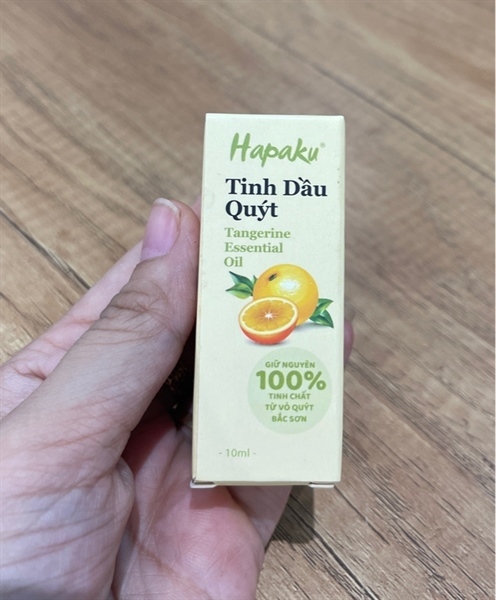 Hapaku®
Tinh Dầu
Quýt
Tangerine
Essential
Oil
GIỮ NGUYÊN
100%
TINH CHẤT
TỪ VỎ QUÝT
BẮC SƠN
- 10ml -